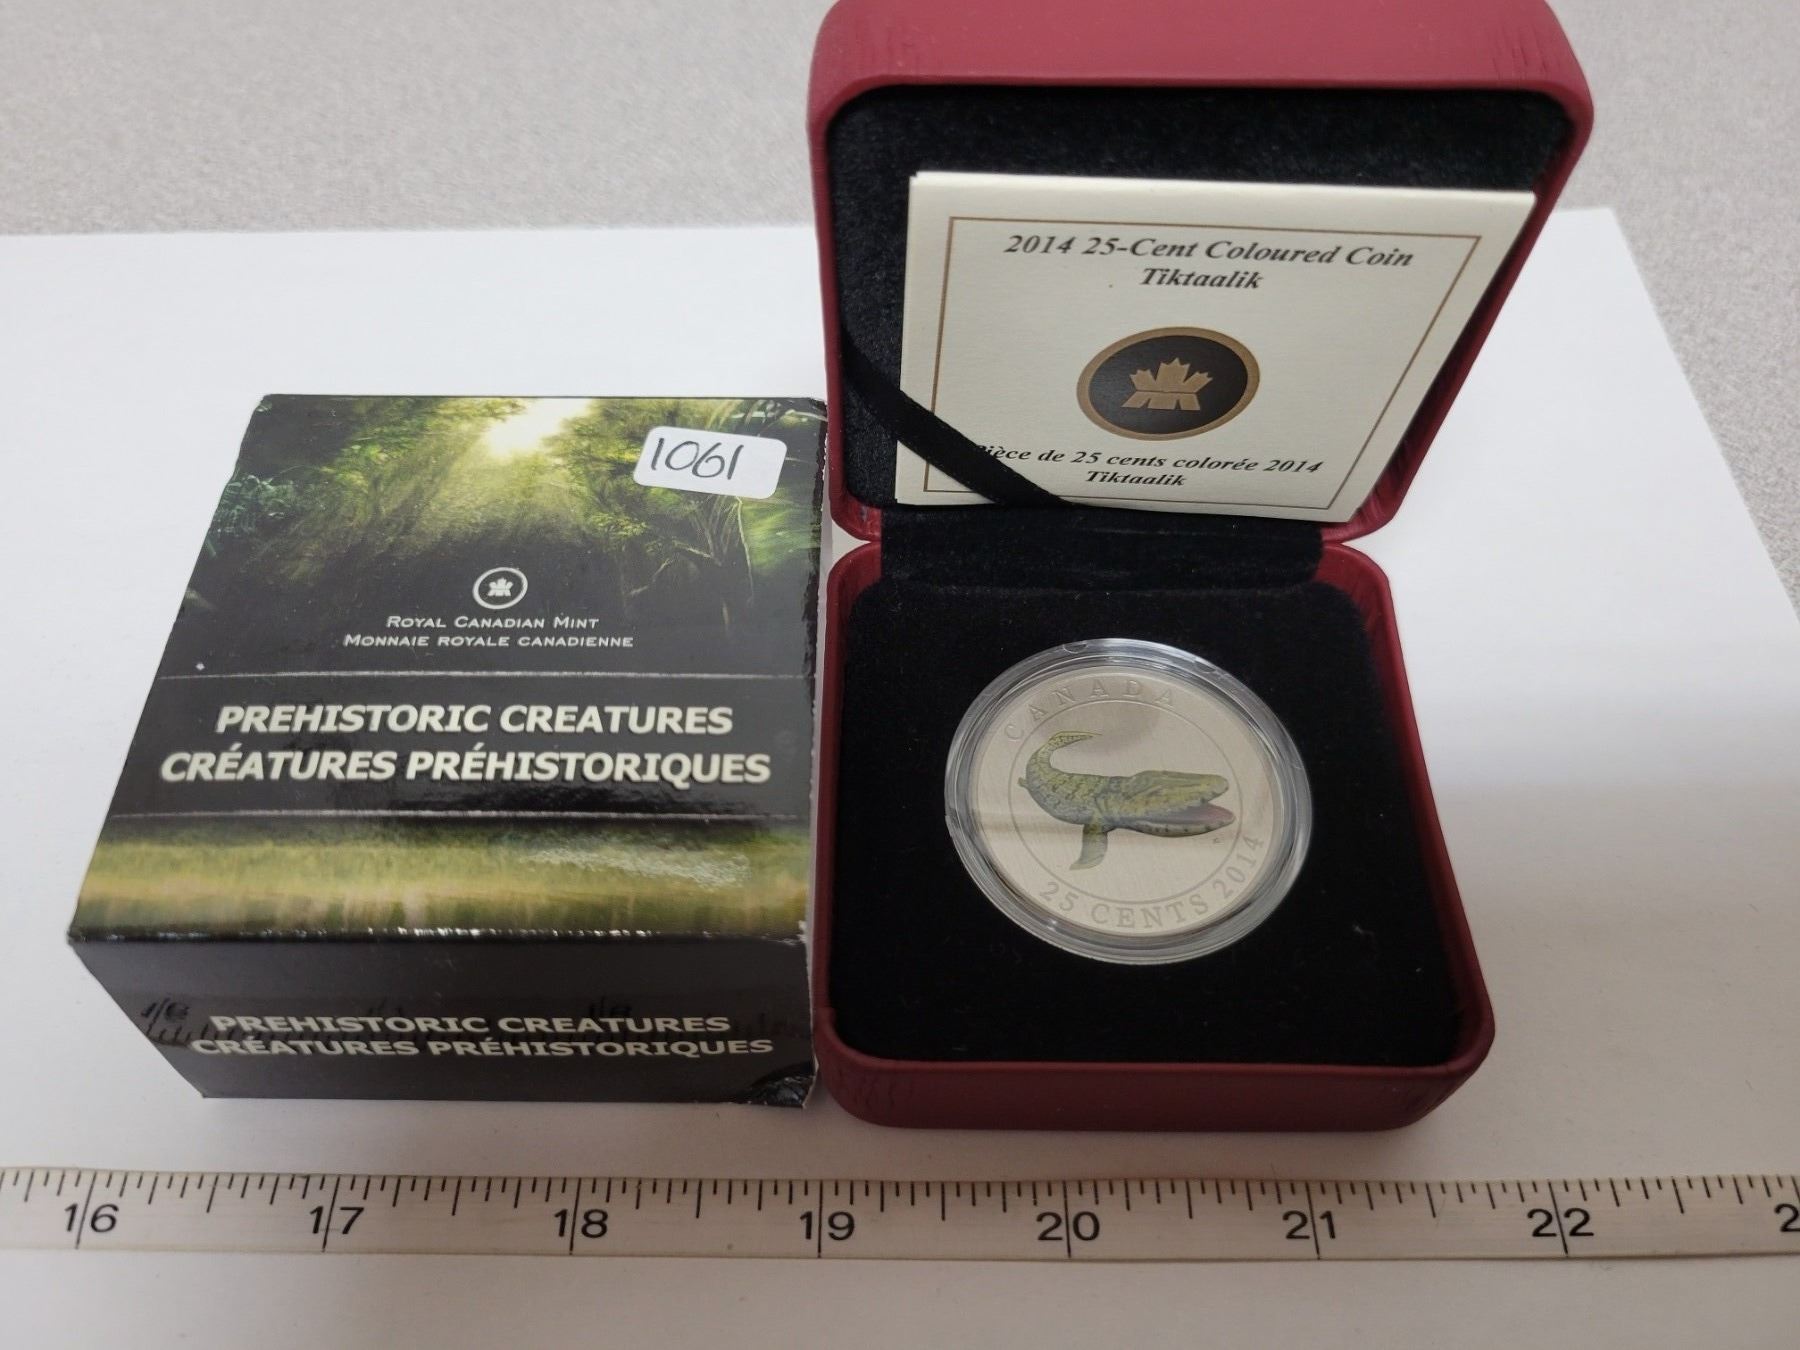 1061
ROYAL CANADIAN MINT
MONNAIE ROYALE CANADIENNE
PREHISTORIC CREATURES
CRÉATURES PRÉHISTORIQUES
PREHISTORIC CREATURES
CRÉATURES PRÉHISTORIQUES
2014 25-Cent Coloured Coin
Tiktaalik
ièce de 25 cents colorée 2014
Tiktaalik
CANADA
25 CENTS 2014
16 17 18 19 20 21 22 2